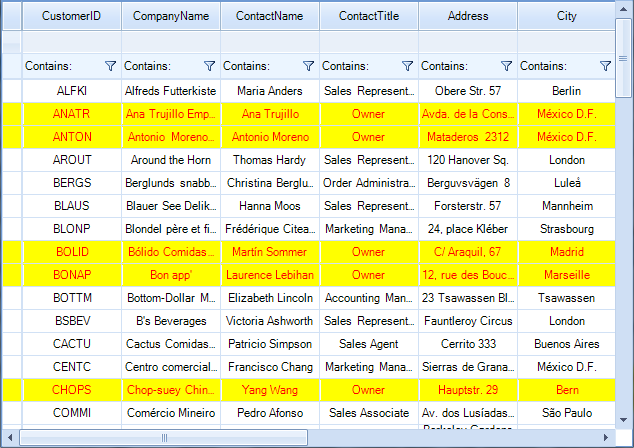 CustomerID CompanyName ContactName ContactTitle Address City
Contains: Contains: Contains: Contains: Contains: Contains:
ALFKI Alfreds Futterkiste Maria Anders Sales Represent... Obere Str. 57 Berlin
ANATR Ana Trujillo Emp... Ana Trujillo Owner Avda. de la Cons... México D.F.
ANTON Antonio Moreno... Antonio Moreno Owner Mataderos 2312 México D.F.
AROUT Around the Horn Thomas Hardy Sales Represent... 120 Hanover Sq. London
BERGS Berglunds snabb... Christina Berglu... Order Administra... Berguvsvägen 8 Luleå
BLAUS Blauer See Delik... Hanna Moos Sales Represent... Forsterstr. 57 Mannheim
BLONP Blondel père et fi... Frédérique Citea... Marketing Mana... 24, place Kléber Strasbourg
BOLID Bólido Comidas... Martín Sommer Owner C/ Araquil, 67 Madrid
BONAP Bon app' Laurence Lebihan Owner 12, rue des Bouc... Marseille
BOTTM Bottom-Dollar M... Elizabeth Lincoln Accounting Man... 23 Tsawassen Bl... Tsawassen
BSBEV B's Beverages Victoria Ashworth Sales Represent... Fauntleroy Circus London
CACTU Cactus Comidas... Patricio Simpson Sales Agent Cerrito 333 Buenos Aires
CENTC Centro comercial... Francisco Chang Marketing Mana... Sierras de Grana... México D.F.
CHOPS Chop-suey Chin... Yang Wang Owner Hauptstr. 29 Bern
COMMI Comércio Mineiro Pedro Afonso Sales Associate Av. dos Lusíadas... São Paulo